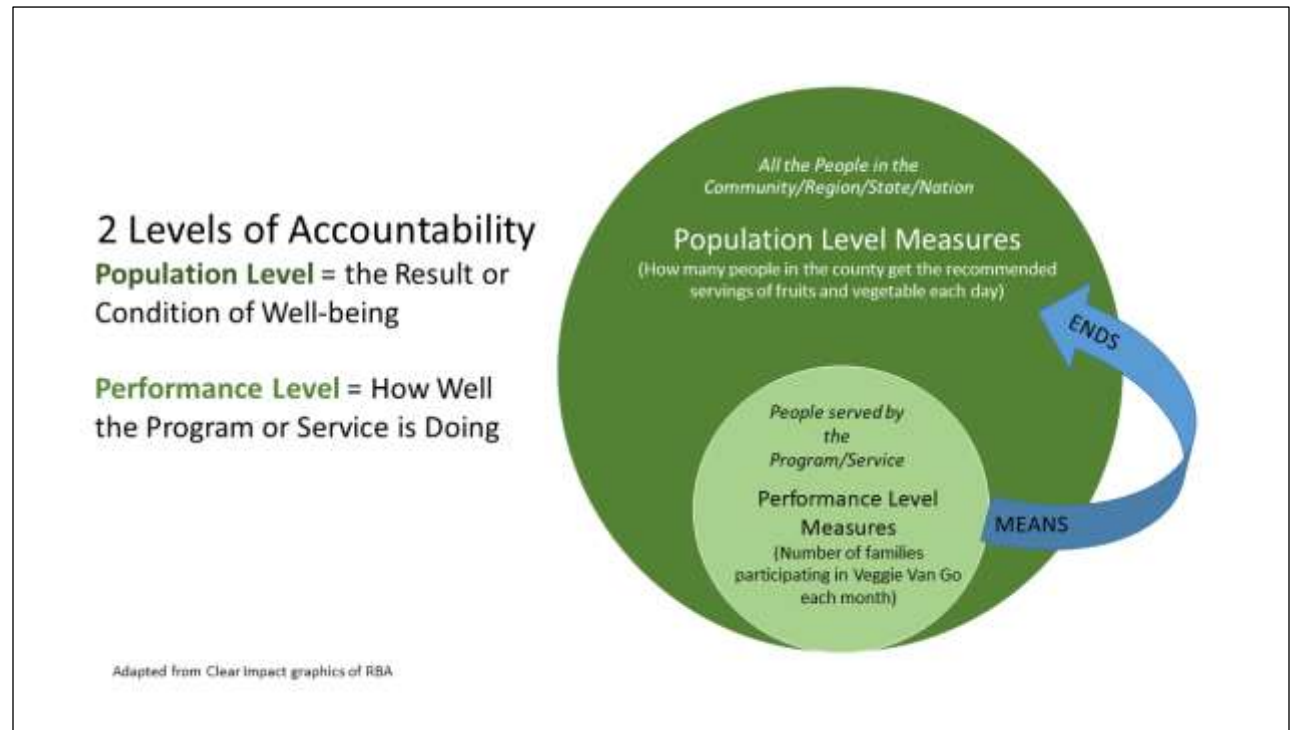 2 Levels of Accountability
Population Level = the Result or
Condition of Well-being
Performance Level = How Well
the Program or Service is Doing
All the People in the
Community/Region/State/Nation
Population Level Measures
(How many people in the county get the recommended
servings of fruits and vegetable each day)
ENDS
People served by
the
Program/Service
Performance Level
Measures
(Number of families
participating in Veggie Van Go
each month)
MEANS
Adapted from Clear Impact graphics of RBA